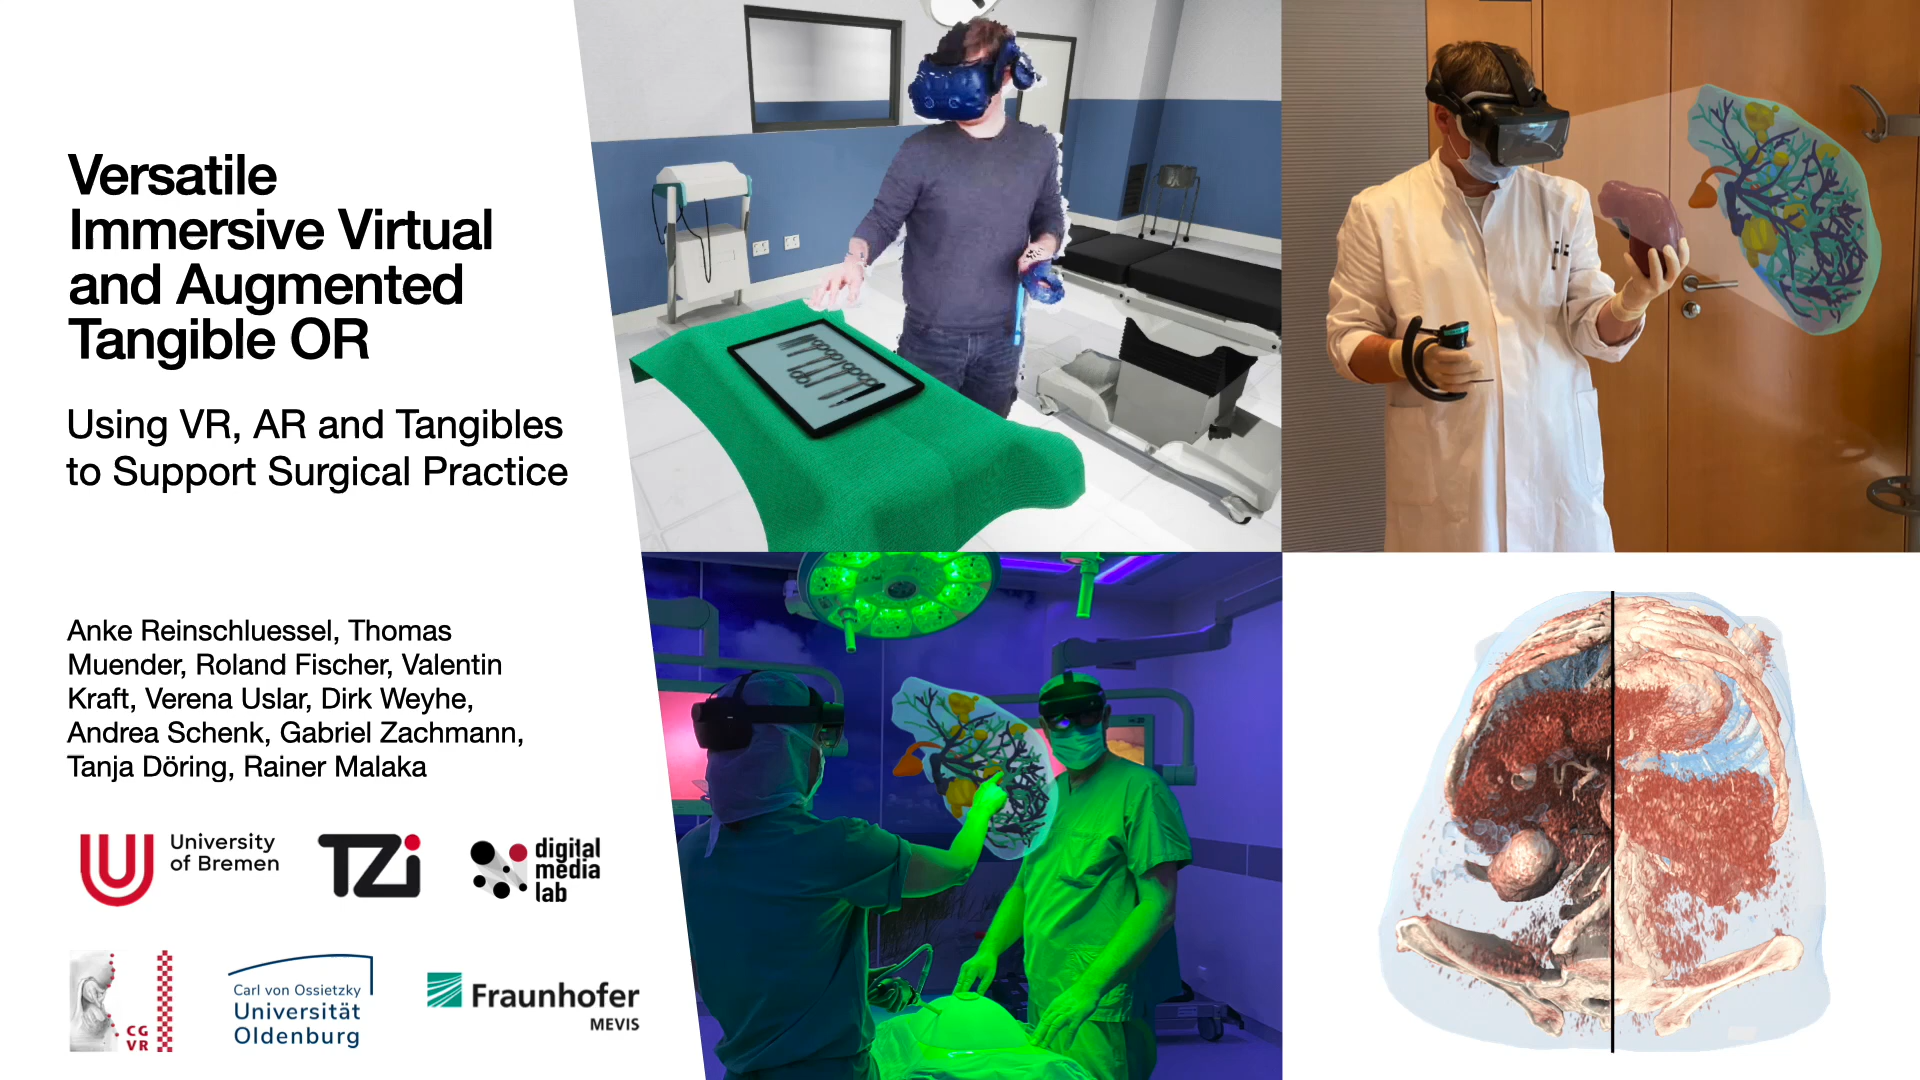 Versatile
Immersive Virtual
and Augmented
Tangible OR
Using VR, AR and Tangibles
to Support Surgical Practice
Anke Reinschluessel, Thomas
Muender, Roland Fischer, Valentin
Kraft, Verena Uslar, Dirk Weyhe,
Andrea Schenk, Gabriel Zachmann,
Tanja Döring, Rainer Malaka
University
of Bremen
TZi
digital
media
lab
CG
VR
Carl von Ossietzky
Universität
Oldenburg
Fraunhofer
MEVIS